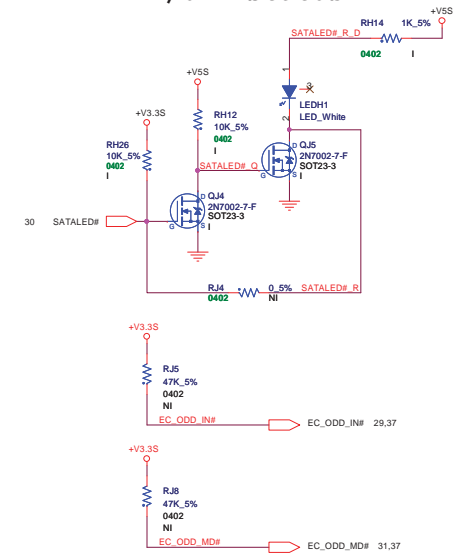 +V5S
RH14 1K_5%
SATALED#_R_D
0402 I
+V5S
1
3
LEDH1
LED_White
2
+V3.3S
RH12
10K_5%
0402
I
RH26
10K_5%
0402
I
SATALED#_Q
D
QJ5
2N7002-7-F
SOT23-3
I
G
S
D
QJ4
2N7002-7-F
SOT23-3
I
G
S
30 SATALED#
RJ4 0_5% SATALED#_R
0402 NI
+V3.3S
RJ5
47K_5%
0402
NI
EC_ODD_IN#
EC_ODD_IN# 29,37
+V3.3S
RJ8
47K_5%
0402
NI
EC_ODD_MD#
EC_ODD_MD# 31,37